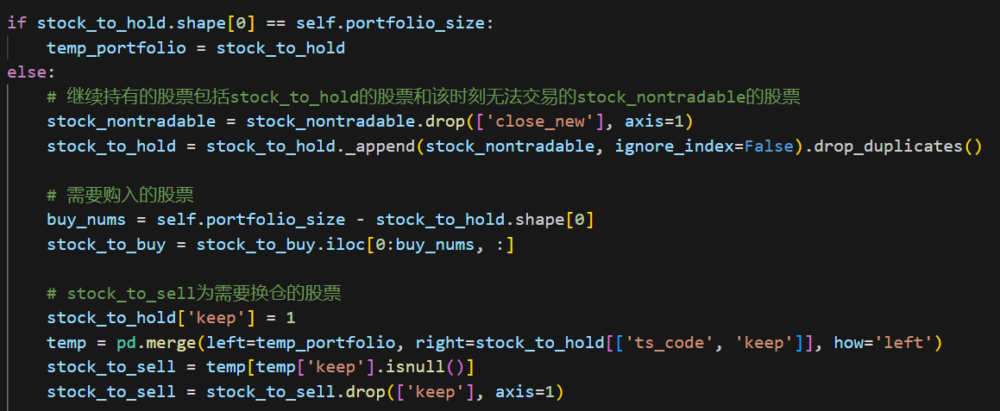 if stock_to_hold.shape[0] == self.portfolio_size:
    temp_portfolio = stock_to_hold
else:
    # 继续持有的股票包括stock_to_hold的股票和该时刻无法交易的stock_nontradable的股票
    stock_nontradable = stock_nontradable.drop(['close_new'], axis=1)
    stock_to_hold = stock_to_hold._append(stock_nontradable, ignore_index=False).drop_duplicates()
    # 需要购入的股票
    buy_nums = self.portfolio_size - stock_to_hold.shape[0]
    stock_to_buy = stock_to_buy.iloc[0:buy_nums, :]
    # stock_to_sell为需要换仓的股票
    stock_to_hold['keep'] = 1
    temp = pd.merge(left=temp_portfolio, right=stock_to_hold[['ts_code', 'keep']], how='left')
    stock_to_sell = temp[temp['keep'].isnull()]
    stock_to_sell = stock_to_sell.drop(['keep'], axis=1)